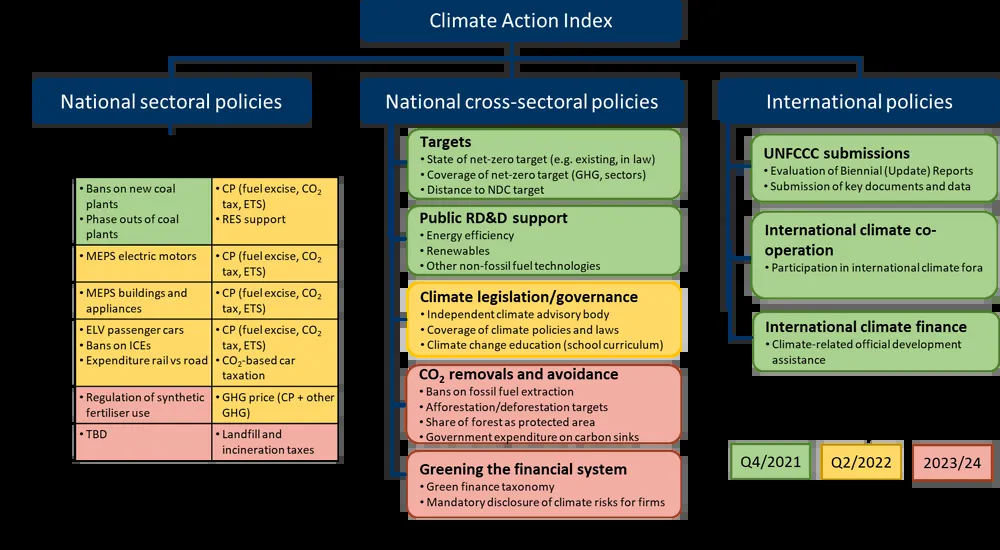 Climate Action Index
National sectoral policies
• Bans on new coal
plants
• Phase outs of coal
plants
• CP (fuel excise, CO₂
tax, ETS)
• RES support
• MEPS electric motors
• CP (fuel excise, CO₂
tax, ETS)
• MEPS buildings and
appliances
• CP (fuel excise, CO₂
tax, ETS)
• ELV passenger cars
• Bans on ICEs
• Expenditure rail vs road
• CP (fuel excise, CO₂
tax, ETS)
• CO₂-based car
taxation
• Regulation of synthetic
fertiliser use
• GHG price (CP + other
GHG)
• TBD
• Landfill and
incineration taxes
National cross-sectoral policies
Targets
• State of net-zero target (e.g. existing, in law)
• Coverage of net-zero target (GHG, sectors)
• Distance to NDC target
Public RD&D support
• Energy efficiency
• Renewables
• Other non-fossil fuel technologies
Climate legislation/governance
• Independent climate advisory body
• Coverage of climate policies and laws
• Climate change education (school curriculum)
CO₂ removals and avoidance
• Bans on fossil fuel extraction
• Afforestation/deforestation targets
• Share of forest as protected area
• Government expenditure on carbon sinks
Greening the financial system
• Green finance taxonomy
• Mandatory disclosure of climate risks for firms
International policies
UNFCCC submissions
• Evaluation of Biennial (Update) Reports
• Submission of key documents and data
International climate co-
operation
• Participation in international climate fora
International climate finance
• Climate-related official development
assistance
Q4/2021
Q2/2022
2023/24